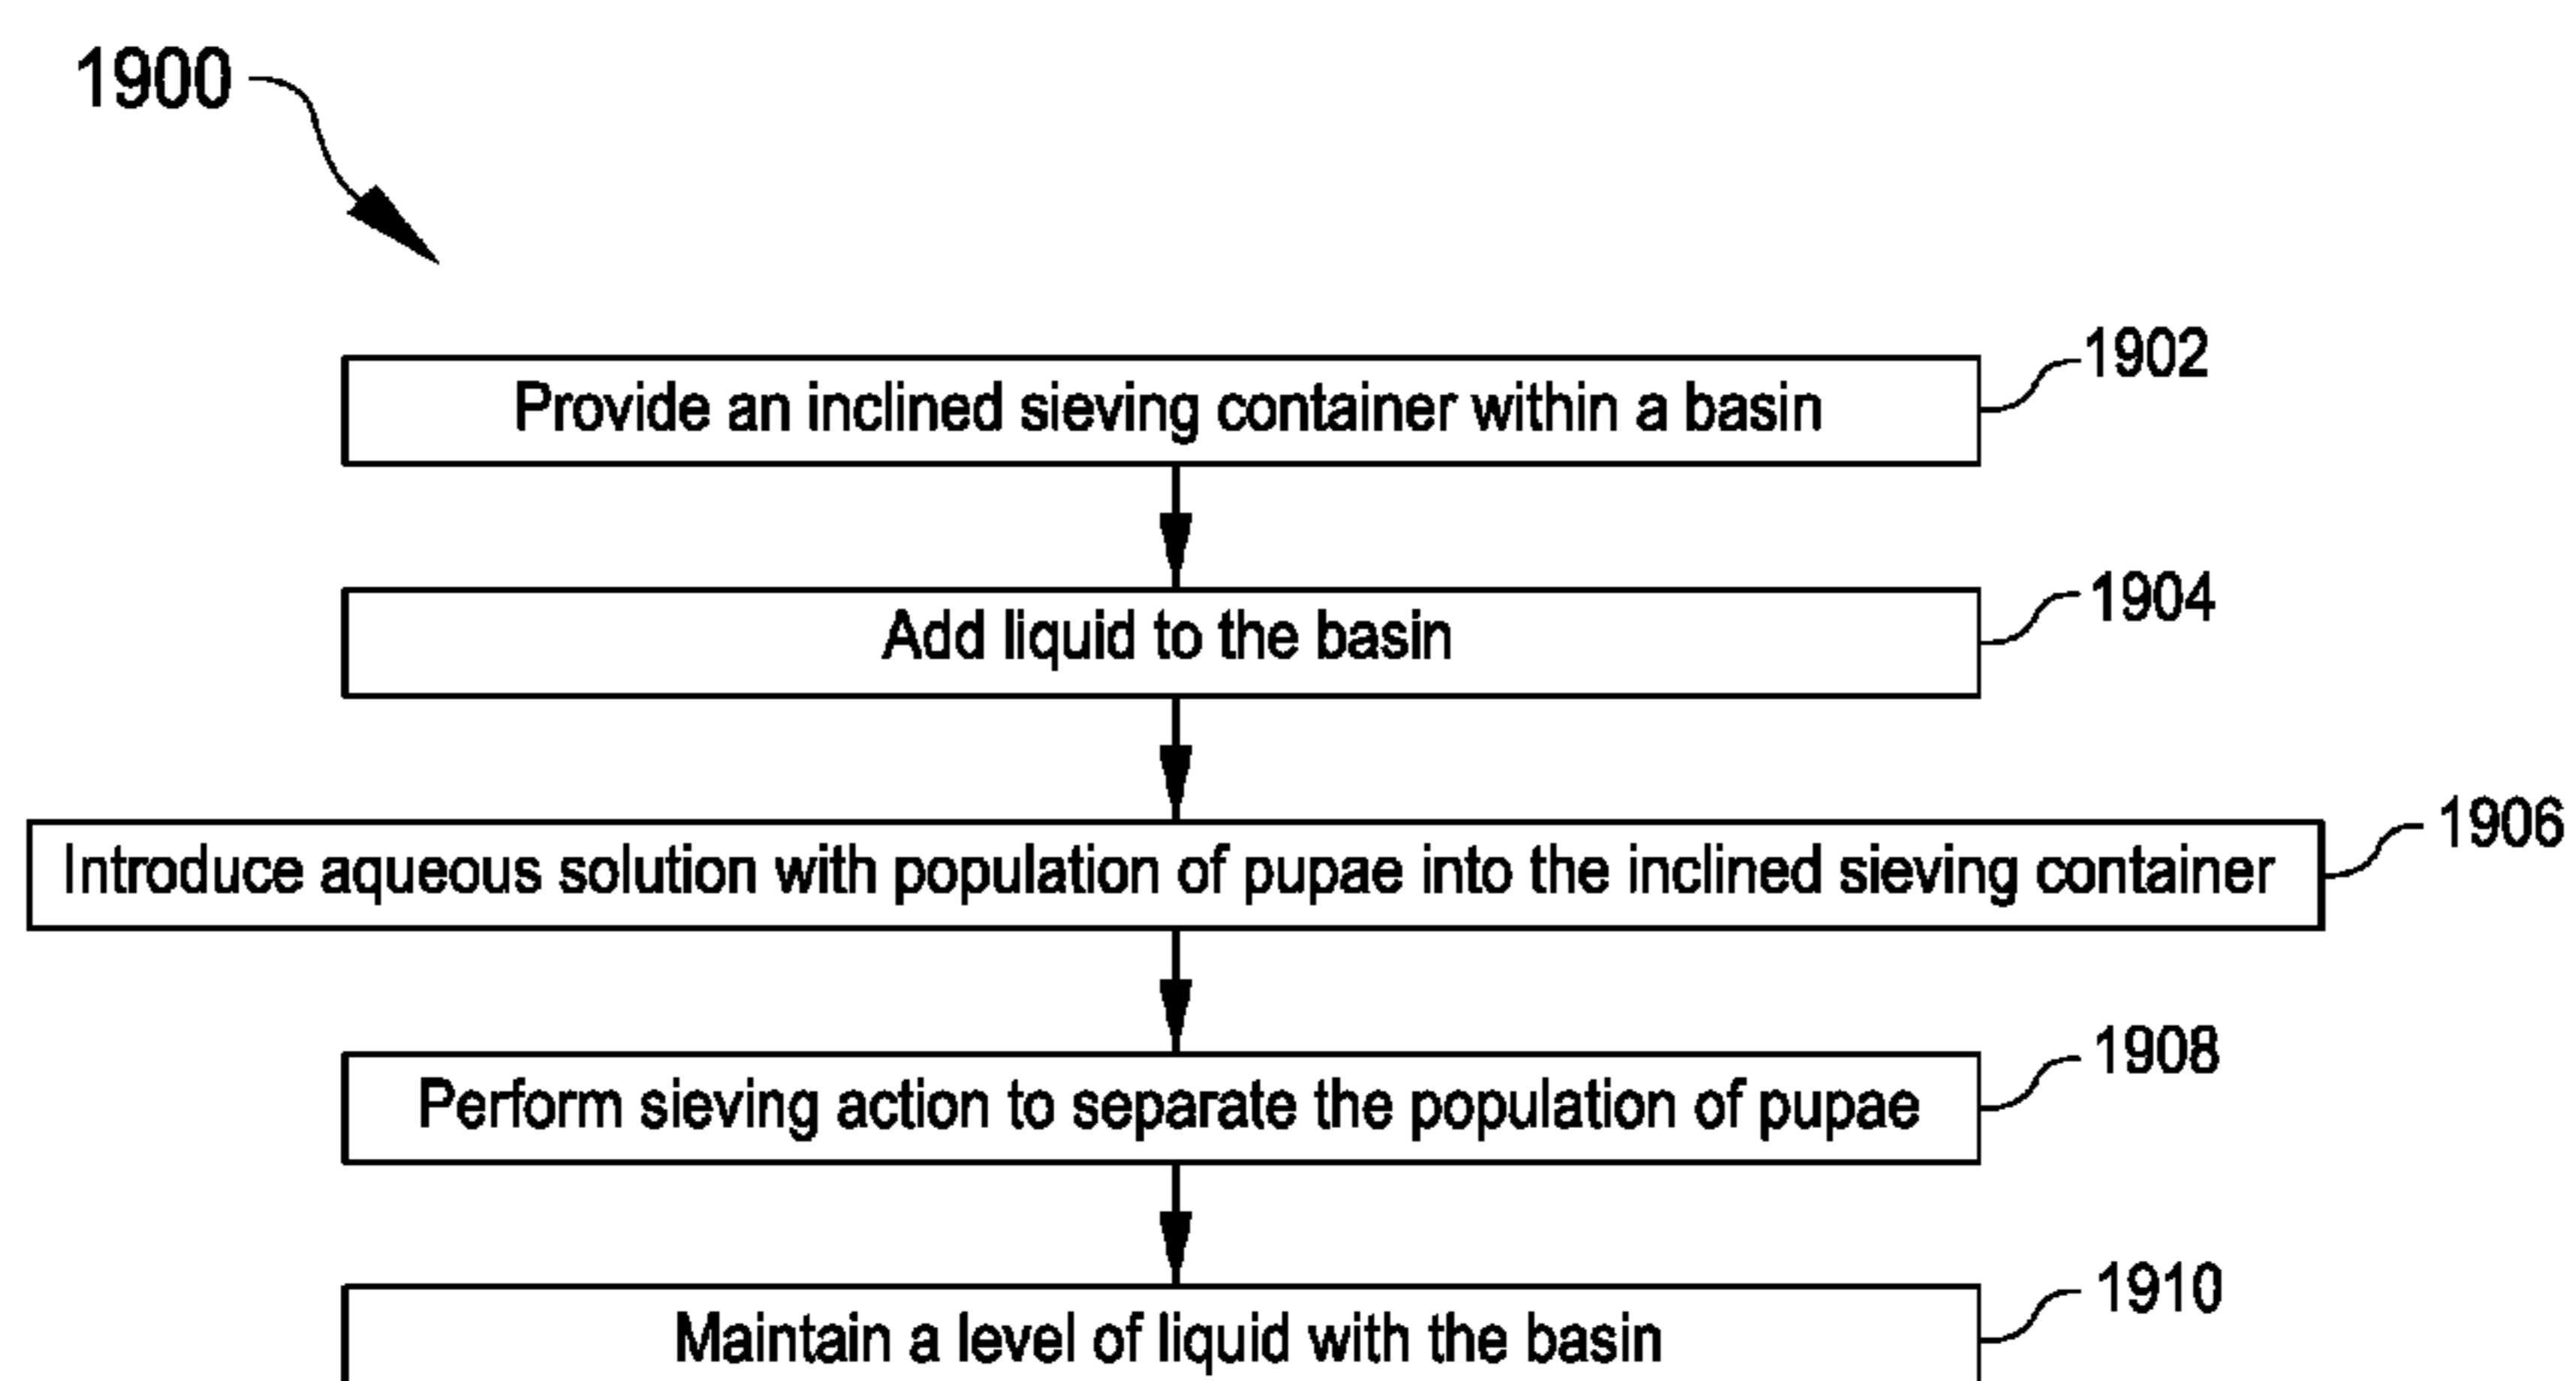 1900
Provide an inclined sieving container within a basin
1902
Add liquid to the basin
1904
Introduce aqueous solution with population of pupae into the inclined sieving container
1906
Perform sieving action to separate the population of pupae
1908
Maintain a level of liquid with the basin
1910